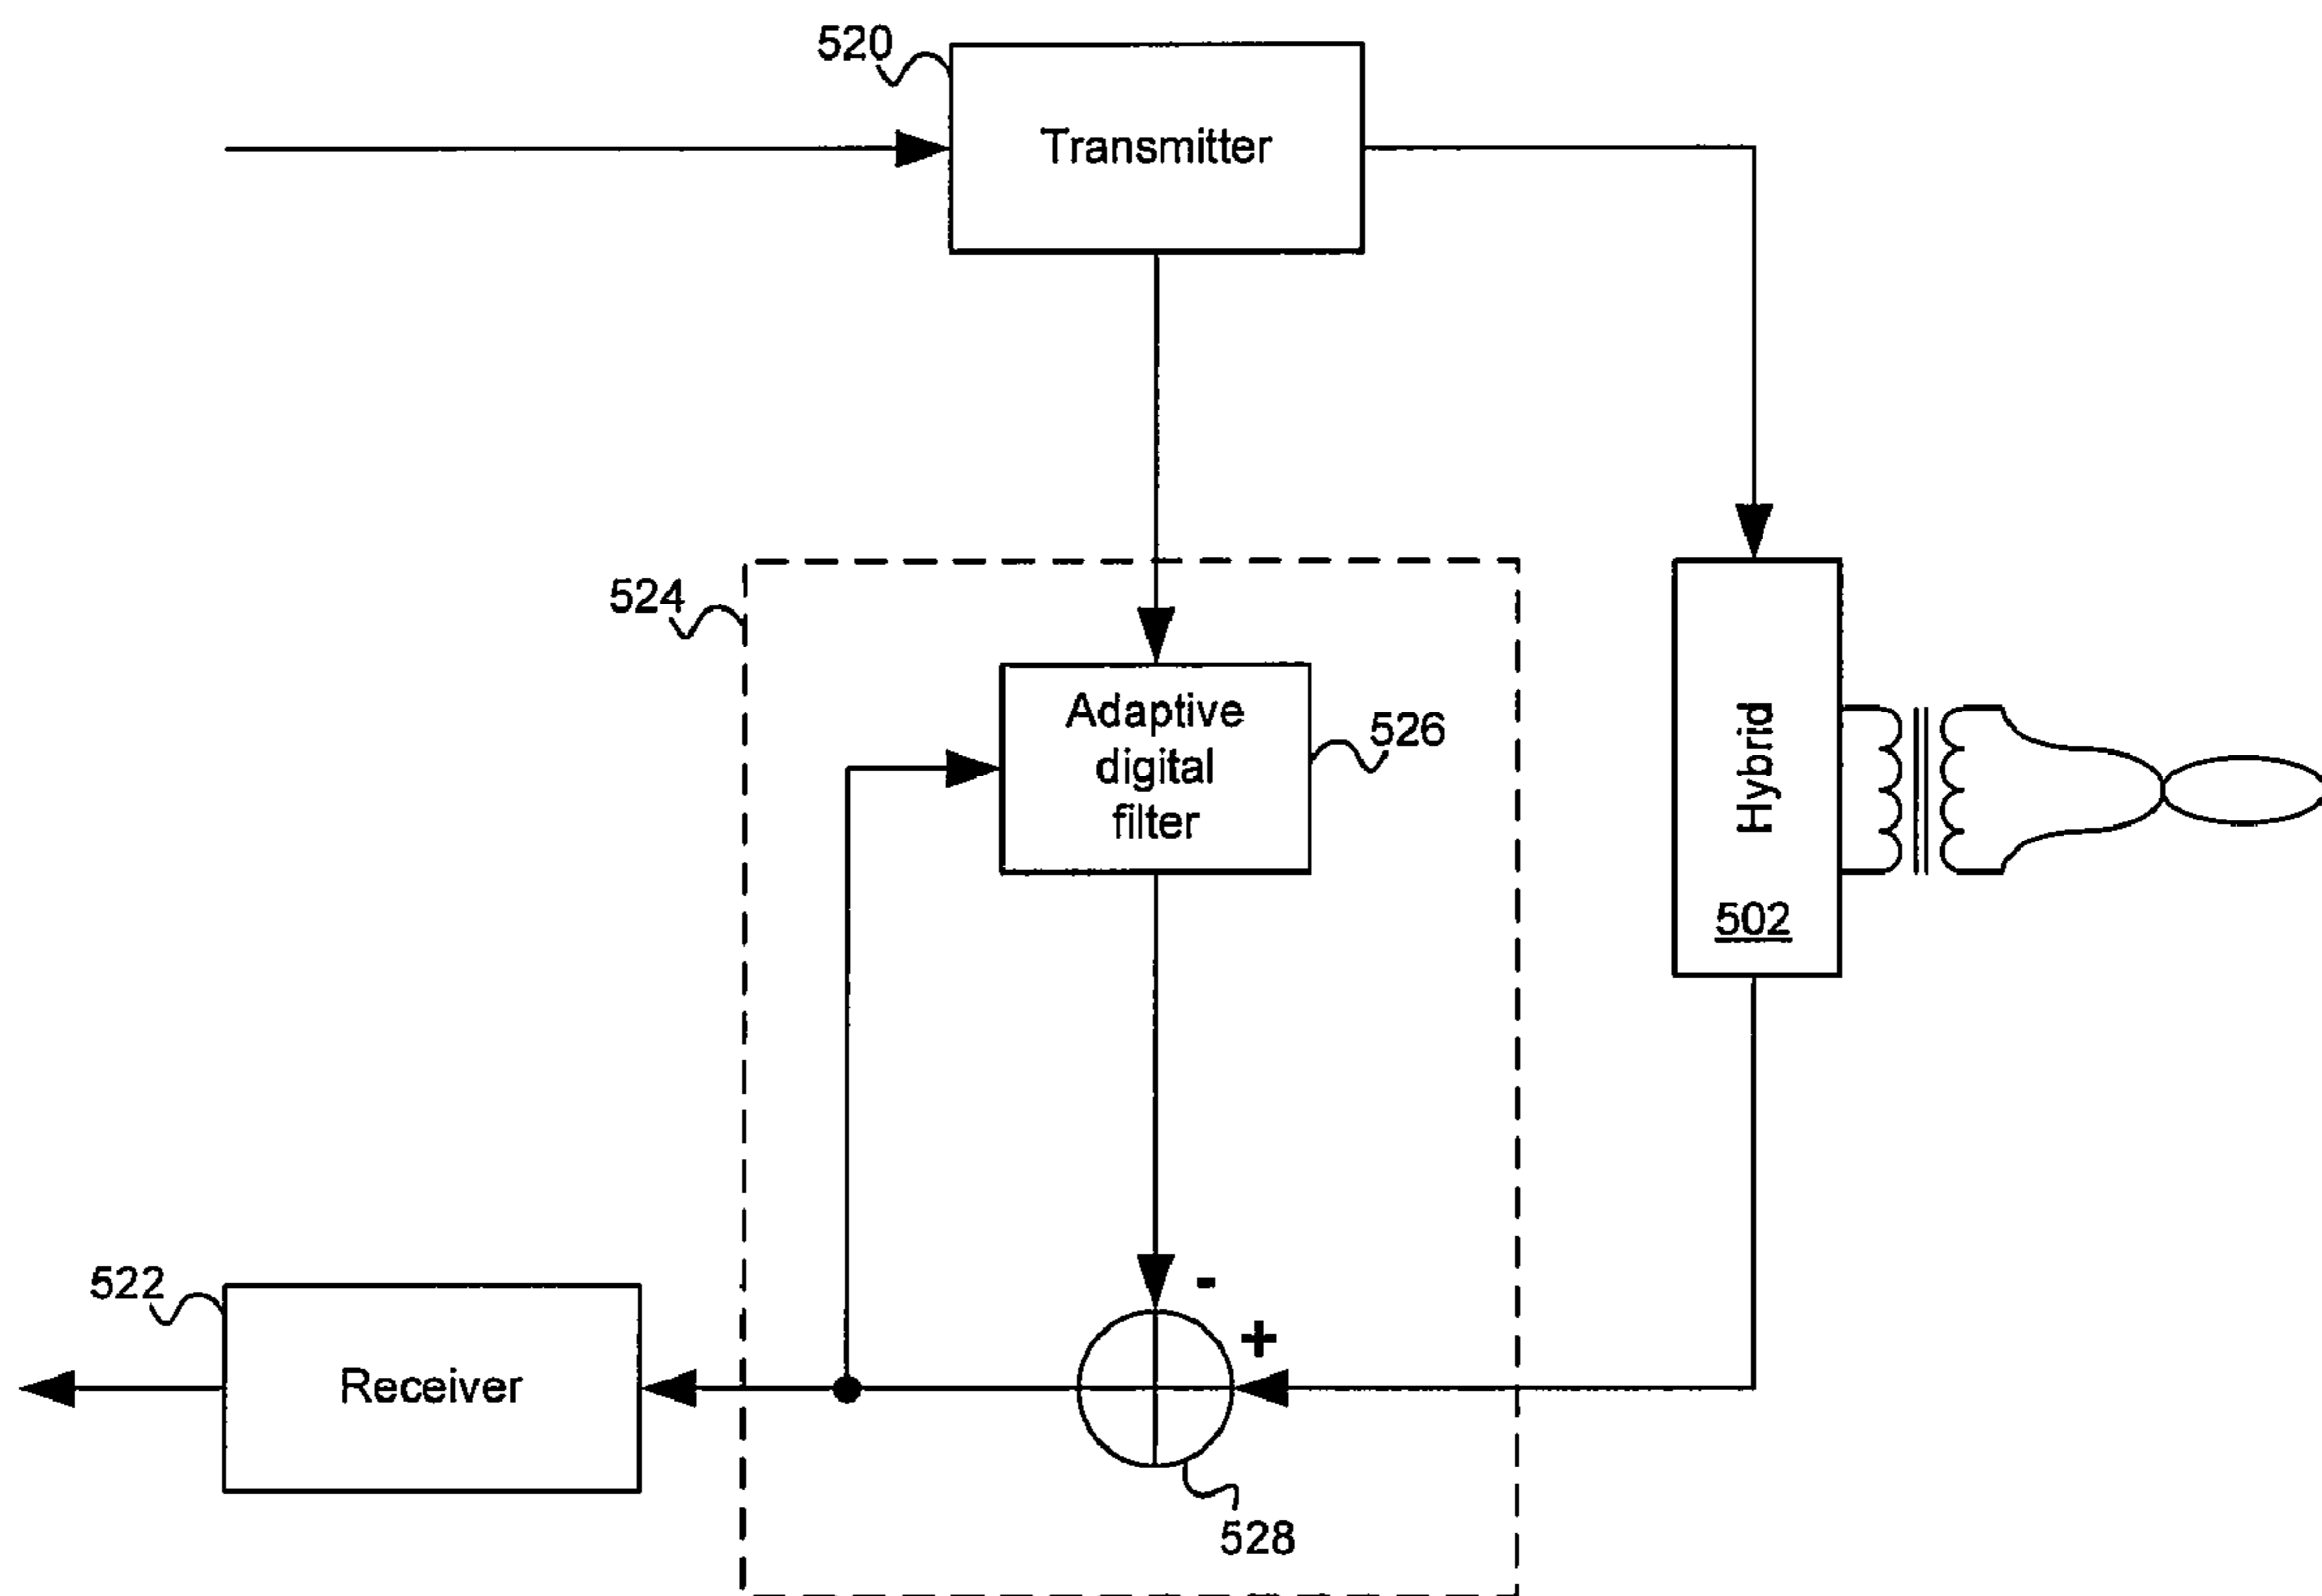 520
Transmitter
524
Adaptive
digital
filter
526
Hybrid
502
-
+
522
Receiver
528